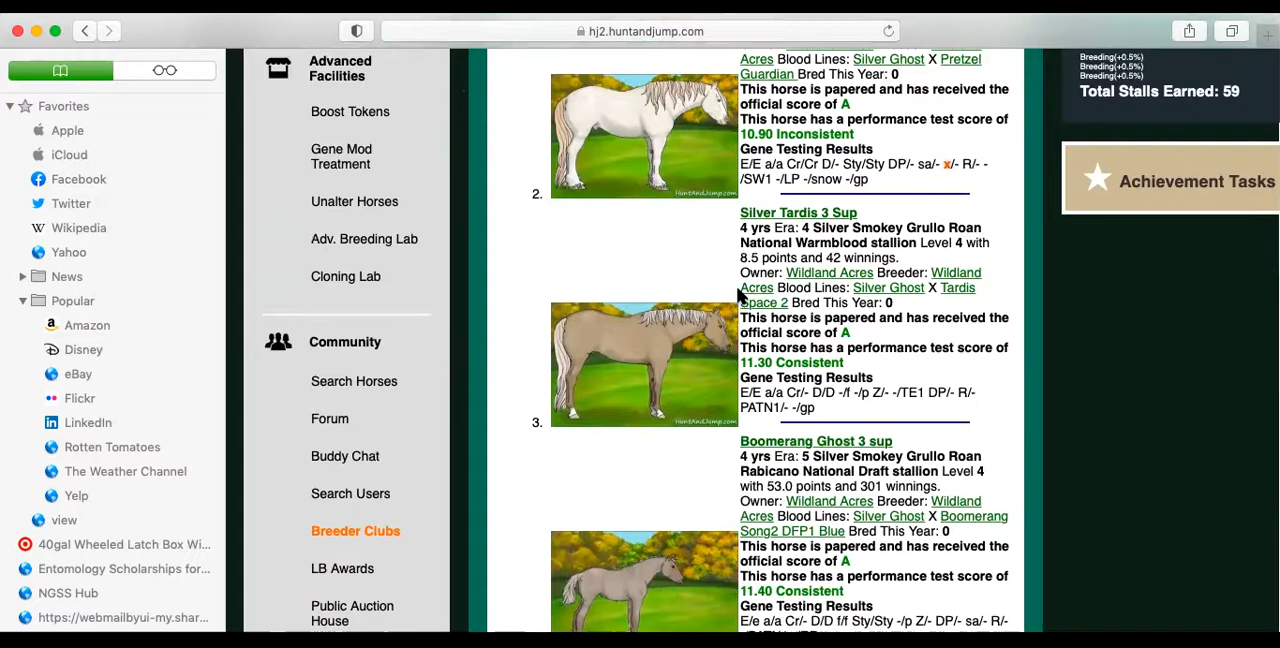 hj2.huntandjump.com
Favorites
Apple
iCloud
Facebook
Twitter
Wikipedia
Yahoo
News
Popular
Amazon
Disney
eBay
Flickr
LinkedIn
Rotten Tomatoes
The Weather Channel
Yelp
view
40gal Wheeled Latch Box Wi...
Entomology Scholarships for...
NGSS Hub
https://webmailbyui-my.shar...
Advanced
Facilities
Boost Tokens
Gene Mod
Treatment
Unalter Horses
Adv. Breeding Lab
Cloning Lab
Community
Search Horses
Forum
Buddy Chat
Search Users
Breeder Clubs
LB Awards
Public Auction
House
Acres Blood Lines: Silver Ghost X Pretzel
Guardian Bred This Year: 0
This horse is papered and has received the
official score of A
This horse has a performance test score of
10.90 Inconsistent
Gene Testing Results
E/E a/a Cr/Cr D/- Sty/Sty DP/- sa/- x/- R/- -
/SW1 -/LP -/snow -/gp
HuntAndJump.com
2.
Silver Tardis 3 Sup
4 yrs Era: 4 Silver Smokey Grullo Roan
National Warmblood stallion Level 4 with
8.5 points and 42 winnings.
Owner: Wildland Acres Breeder: Wildland
Acres Blood Lines: Silver Ghost X Tardis
Space 2 Bred This Year: 0
This horse is papered and has received the
official score of A
This horse has a performance test score of
11.30 Consistent
Gene Testing Results
E/E a/a Cr/- D/D -/f -/p Z/- -/TE1 DP/- R/-
PATN1/- -/gp
HuntAndJump.com
3.
Boomerang Ghost 3 sup
4 yrs Era: 5 Silver Smokey Grullo Roan
Rabicano National Draft stallion Level 4
with 53.0 points and 301 winnings.
Owner: Wildland Acres Breeder: Wildland
Acres Blood Lines: Silver Ghost X Boomerang
Song2 DFP1 Blue Bred This Year: 0
This horse is papered and has received the
official score of A
This horse has a performance test score of
11.40 Consistent
Gene Testing Results
E/e a/a Cr/- D/D f/f Sty/Sty -/p Z/- DP/- sa/- R/-
Breeding(+0.5%)
Breeding(+0.5%)
Breeding(+0.5%)
Total Stalls Earned: 59
Achievement Tasks